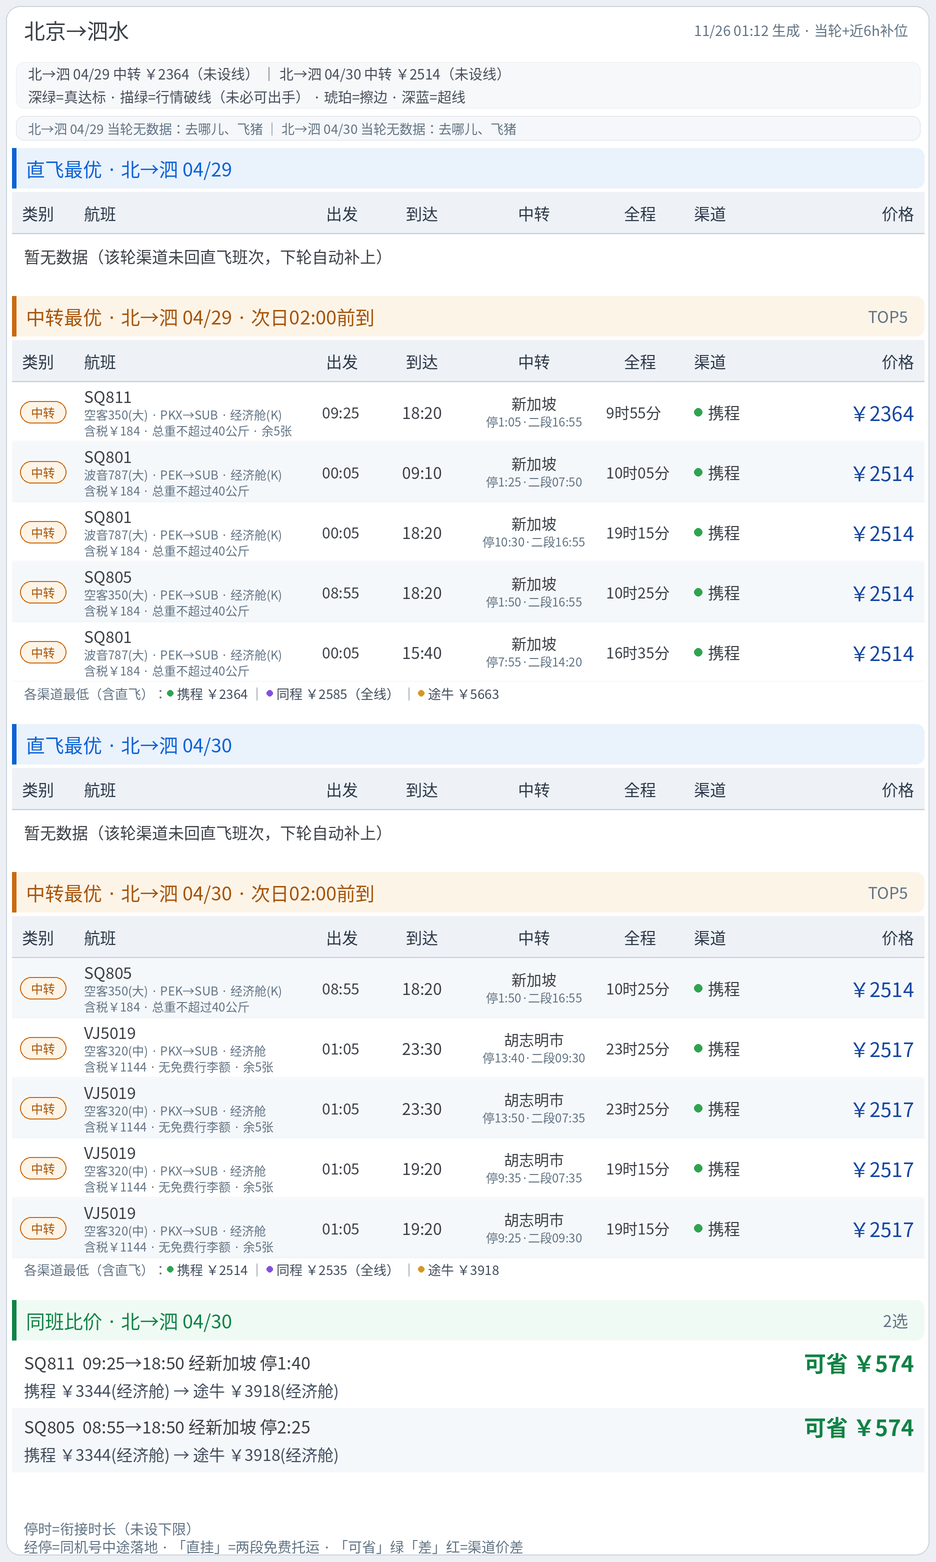 北京→泗水
11/26 01:12 生成 · 当轮+近6h补位
北→泗 04/29 中转 ￥2364（未设线） ｜ 北→泗 04/30 中转 ￥2514（未设线）
深绿=真达标 · 描绿=行情破线（未必可出手） · 琥珀=擦边 · 深蓝=超线
北→泗 04/29 当轮无数据：去哪儿、飞猪｜ 北→泗 04/30 当轮无数据：去哪儿、飞猪
直飞最优 · 北→泗 04/29
类别 航班 出发 到达 中转 全程 渠道 价格
暂无数据（该轮渠道未回直飞班次，下轮自动补上）
中转最优 · 北→泗 04/29 · 次日02:00前到 TOP5
类别 航班 出发 到达 中转 全程 渠道 价格
中转 SQ811 09:25 18:20 新加坡 9时55分 携程 ￥2364
空客350(大) · PKX→SUB · 经济舱(K) 停1:05·二段16:55
含税￥184 · 总重不超过40公斤 · 余5张
中转 SQ801 00:05 09:10 新加坡 10时05分 携程 ￥2514
波音787(大) · PEK→SUB · 经济舱(K) 停1:25·二段07:50
含税￥184 · 总重不超过40公斤
中转 SQ801 00:05 18:20 新加坡 19时15分 携程 ￥2514
波音787(大) · PEK→SUB · 经济舱(K) 停10:30·二段16:55
含税￥184 · 总重不超过40公斤
中转 SQ805 08:55 18:20 新加坡 10时25分 携程 ￥2514
空客350(大) · PEK→SUB · 经济舱(K) 停1:50·二段16:55
含税￥184 · 总重不超过40公斤
中转 SQ801 00:05 15:40 新加坡 16时35分 携程 ￥2514
波音787(大) · PEK→SUB · 经济舱(K) 停7:55·二段14:20
含税￥184 · 总重不超过40公斤
各渠道最低（含直飞）：携程 ￥2364｜同程 ￥2585（全线） ｜途牛 ￥5663
直飞最优 · 北→泗 04/30
类别 航班 出发 到达 中转 全程 渠道 价格
暂无数据（该轮渠道未回直飞班次，下轮自动补上）
中转最优 · 北→泗 04/30 · 次日02:00前到 TOP5
类别 航班 出发 到达 中转 全程 渠道 价格
中转 SQ805 08:55 18:20 新加坡 10时25分 携程 ￥2514
空客350(大) · PEK→SUB · 经济舱(K) 停1:50·二段16:55
含税￥184 · 总重不超过40公斤
中转 VJ5019 01:05 23:30 胡志明市 23时25分 携程 ￥2517
空客320(中) · PKX→SUB · 经济舱 停13:40·二段09:30
含税￥1144 · 无免费行李额 · 余5张
中转 VJ5019 01:05 23:30 胡志明市 23时25分 携程 ￥2517
空客320(中) · PKX→SUB · 经济舱 停13:50·二段07:35
含税￥1144 · 无免费行李额 · 余5张
中转 VJ5019 01:05 19:20 胡志明市 19时15分 携程 ￥2517
空客320(中) · PKX→SUB · 经济舱 停9:35·二段07:35
含税￥1144 · 无免费行李额 · 余5张
中转 VJ5019 01:05 19:20 胡志明市 19时15分 携程 ￥2517
空客320(中) · PKX→SUB · 经济舱 停9:25·二段09:30
含税￥1144 · 无免费行李额 · 余5张
各渠道最低（含直飞）：携程 ￥2514｜同程 ￥2535（全线） ｜途牛 ￥3918
同班比价 · 北→泗 04/30 2选
SQ811 09:25→18:50 经新加坡 停1:40 可省 ￥574
携程 ￥3344(经济舱) → 途牛 ￥3918(经济舱)
SQ805 08:55→18:50 经新加坡 停2:25 可省 ￥574
携程 ￥3344(经济舱) → 途牛 ￥3918(经济舱)
停时=衔接时长（未设下限）
经停=同机号中途落地 · 「直挂」=两段免费托运 · 「可省」绿「差」红=渠道价差